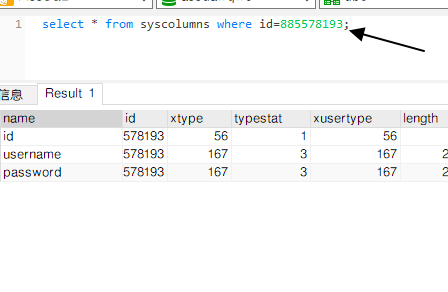 1 select * from syscolumns where id=885578193;
信息 Result 1
name id xtype typestat xusertype length
id 578193 56 1 56
username 578193 167 3 167 2
password 578193 167 3 167 2